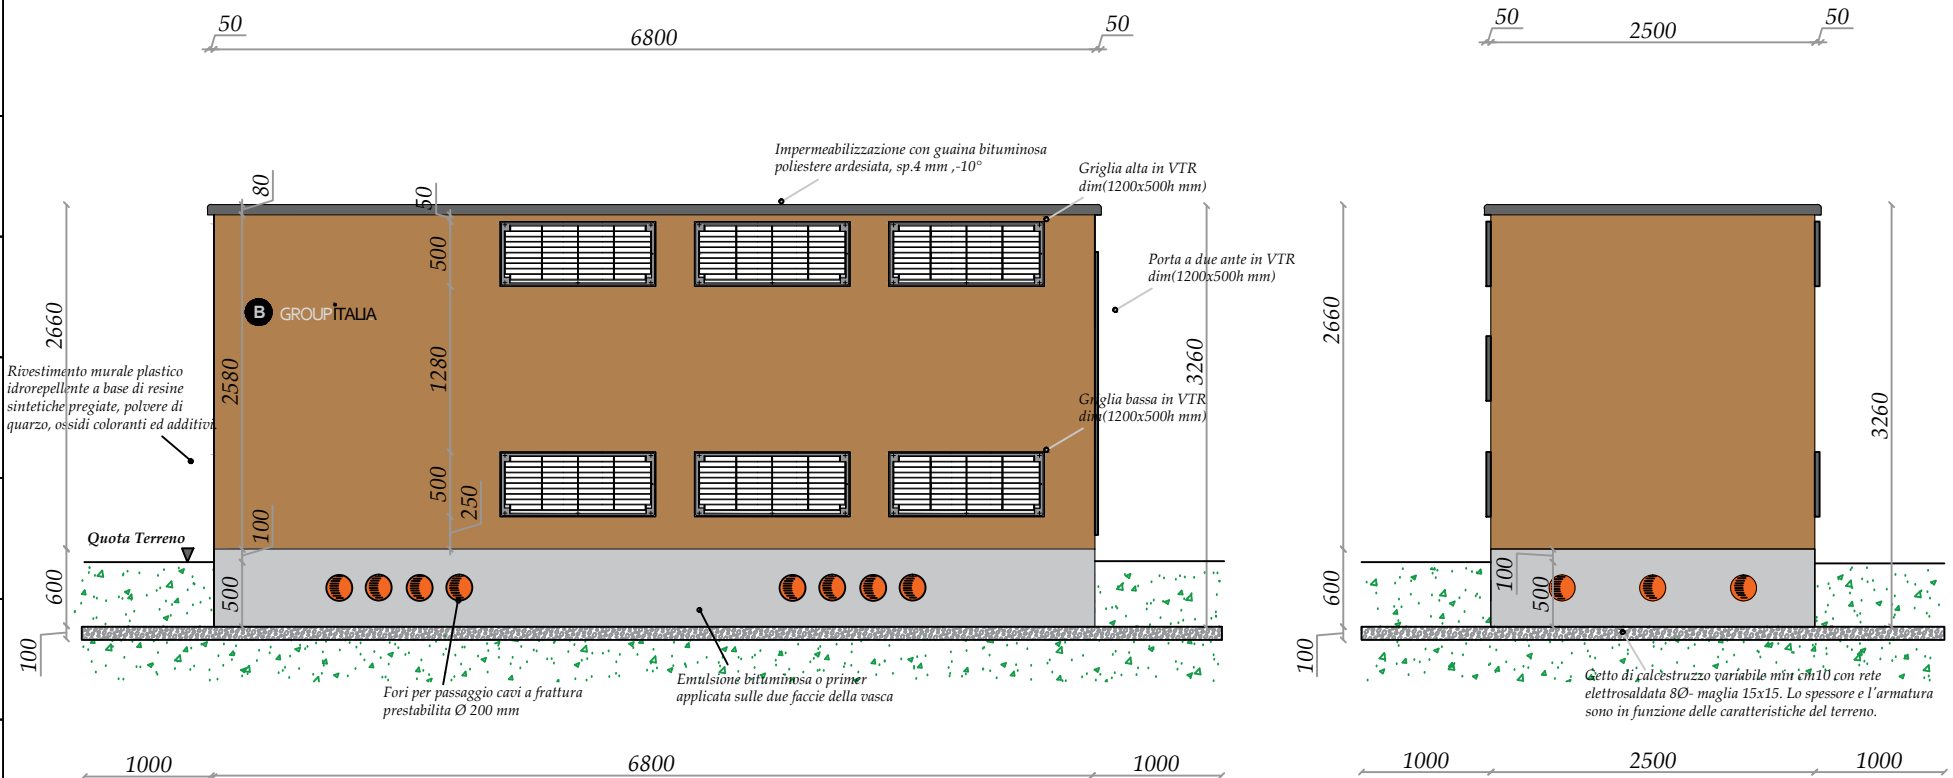 50
6800
50
50
2500
50
Impermeabilizzazione con guaina bituminosa
poliestere ardesiata, sp.4 mm ,-10°
Griglia alta in VTR
dim(1200x500h mm)
Porta a due ante in VTR
dim(1200x500h mm)
80
50
500
B GROUPITALIA
2660
2580
1280
3260
2660
3260
Rivestimento murale plastico
idrorepellente a base di resine
sintetiche pregiate, polvere di
quarzo, ossidi coloranti ed additivi.
Griglia bassa in VTR
dim(1200x500h mm)
500
250
100
Quota Terreno
600
500
100
600
100
500
100
Fori per passaggio cavi a frattura
prestabilita Ø 200 mm
Emulsione bituminosa o primer
applicata sulle due faccie della vasca
Getto di calcestruzzo variabile min cm10 con rete
elettrosaldata 8Ø- maglia 15x15. Lo spessore e l'armatura
sono in funzione delle caratteristiche del terreno.
1000
6800
1000
1000
2500
1000